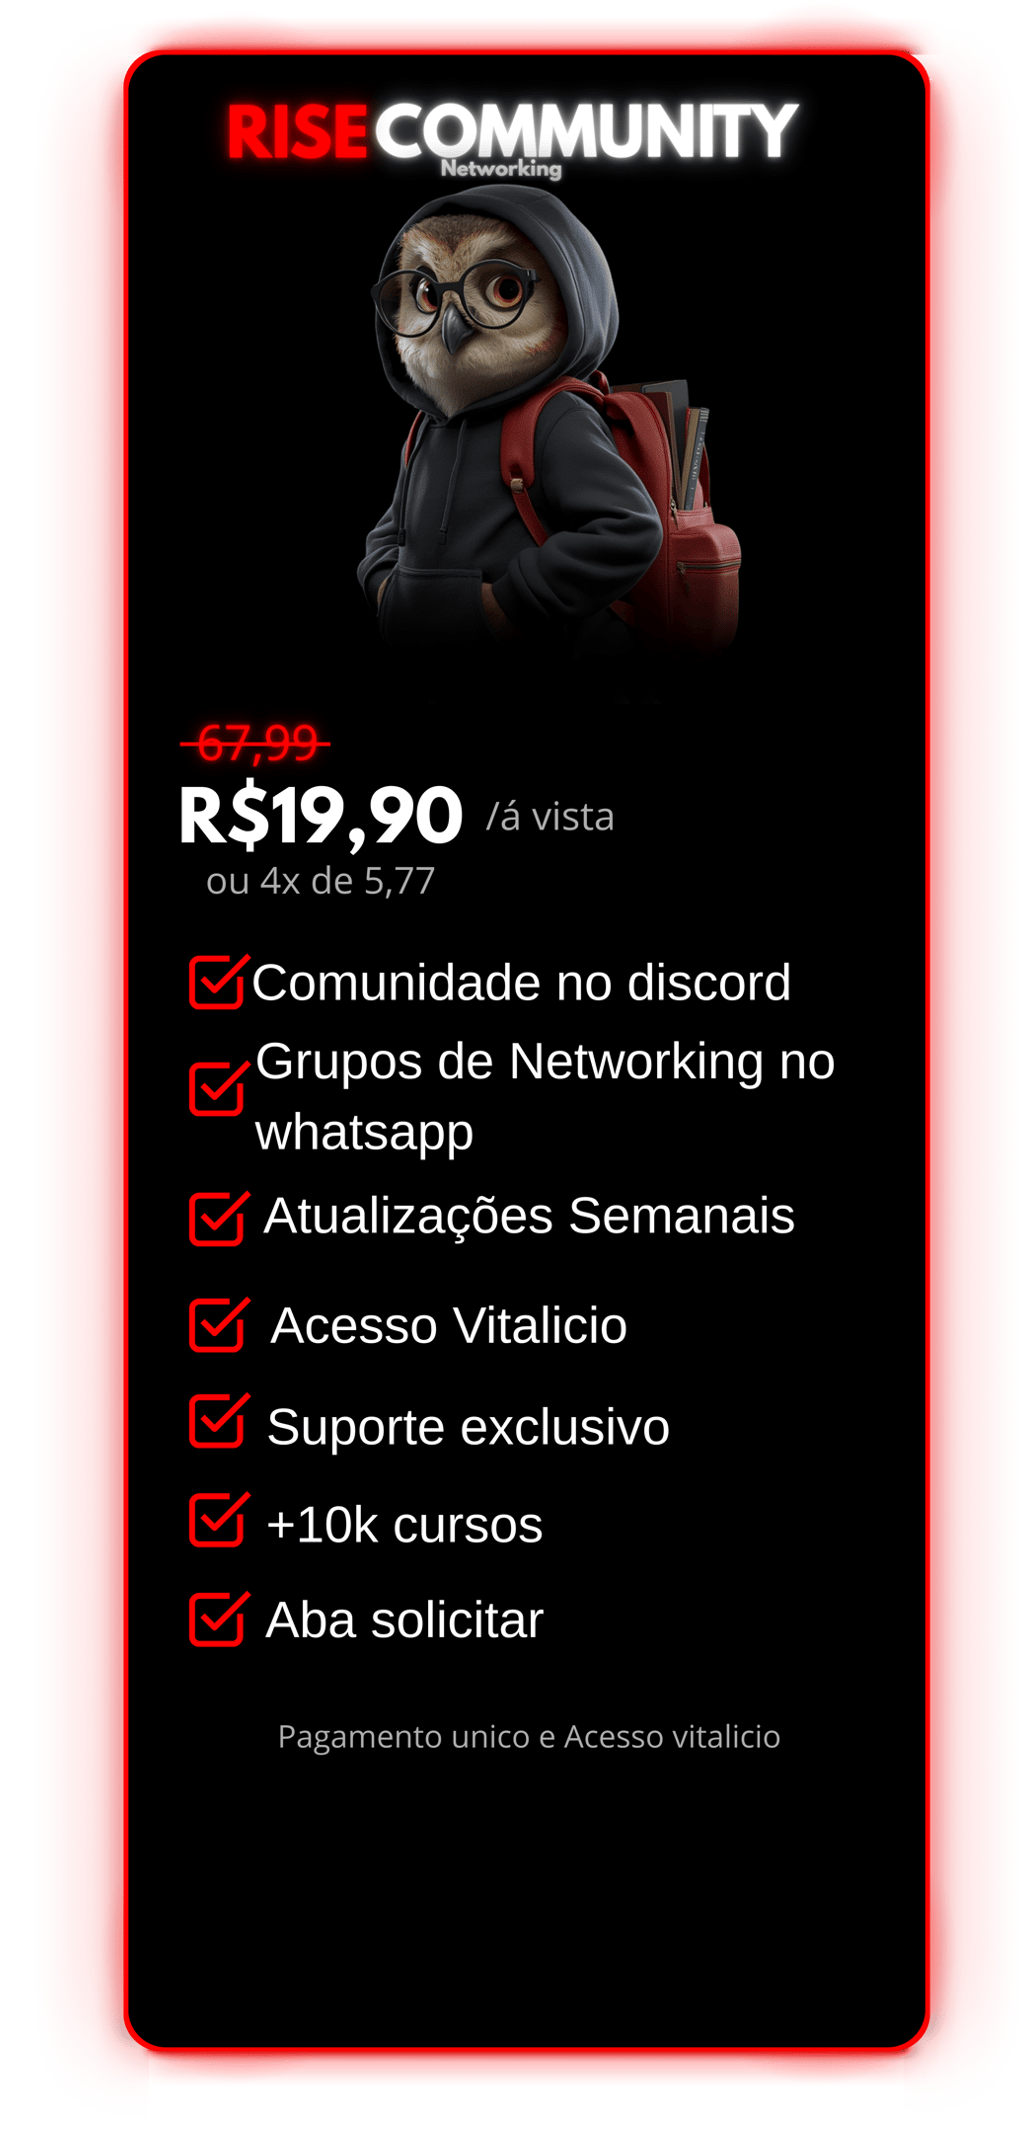 RISE COMMUNITY
Networking
67,99
R$19,90 /á vista
ou 4x de 5,77
Comunidade no discord
Grupos de Networking no
whatsapp
Atualizações Semanais
Acesso Vitalicio
Suporte exclusivo
+10k cursos
Aba solicitar
Pagamento unico e Acesso vitalicio